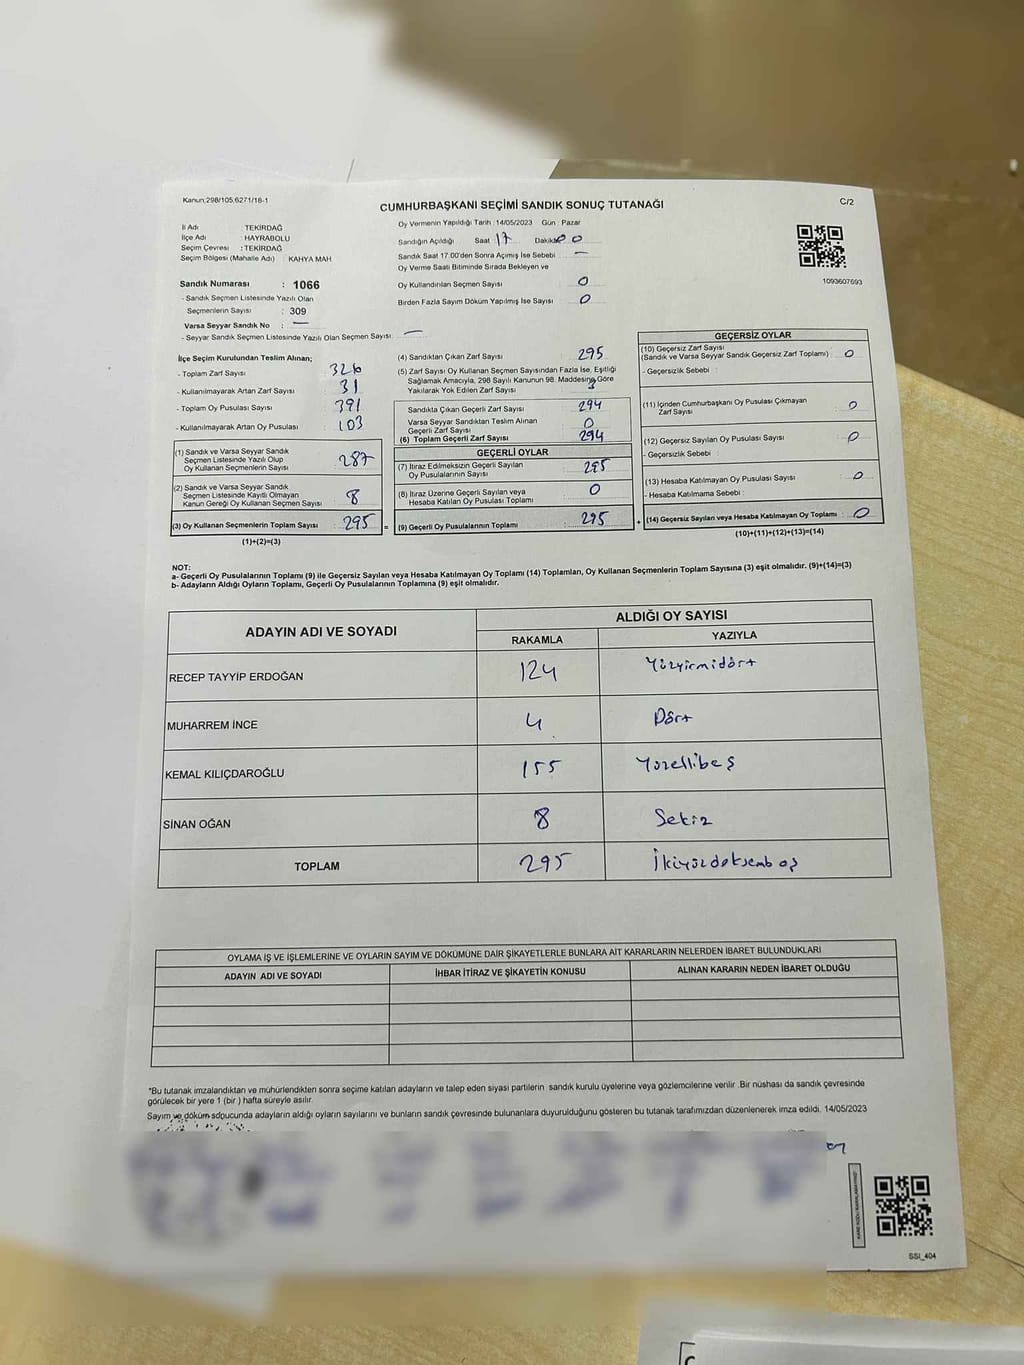 Kanun;298/105,6271/18-1
CUMHURBAŞKANI SEÇİMİ SANDIK SONUÇ TUTANAĞI
C/2
İl Adı : TEKİRDAĞ
İlçe Adı : HAYRABOLU
Seçim Çevresi : TEKİRDAĞ
Seçim Bölgesi (Mahalle Adı) : KAHYA MAH
Oy Vermenin Yapıldığı Tarih : 14/05/2023 Gün : Pazar
Sandığın Açıldığı Saat 17 Dakika 00
Sandık Saat 17.00'den Sonra Açımış İse Sebebi : —
Oy Verme Saati Bitiminde Sırada Bekleyen ve
Oy Kullandırılan Seçmen Sayısı : 0
Birden Fazla Sayım Döküm Yapılmış İse Sayısı : 0
1093607693
Sandık Numarası : 1066
- Sandık Seçmen Listesinde Yazılı Olan
Seçmenlerin Sayısı : 309
Varsa Seyyar Sandık No : —
- Seyyar Sandık Seçmen Listesinde Yazılı Olan Seçmen Sayısı : —
İlçe Seçim Kurulundan Teslim Alınan;
- Toplam Zarf Sayısı : 326
- Kullanılmayarak Artan Zarf Sayısı : 31
- Toplam Oy Pusulası Sayısı : 391
- Kullanılmayarak Artan Oy Pusulası : 103
(1) Sandık ve Varsa Seyyar Sandık
Seçmen Listesinde Yazılı Olup
Oy Kullanan Seçmenlerin Sayısı 287
(2) Sandık ve Varsa Seyyar Sandık
Seçmen Listesinde Kayıtlı Olmayan
Kanun Gereği Oy Kullanan Seçmen Sayısı 8
(3) Oy Kullanan Seçmenlerin Toplam Sayısı 295 =
(1)+(2)=(3)
(4) Sandıktan Çıkan Zarf Sayısı 295
(5) Zarf Sayısı Oy Kullanan Seçmen Sayısından Fazla İse, Eşitliği
Sağlamak Amacıyla, 298 Sayılı Kanunun 98. Maddesine Göre
Yakılarak Yok Edilen Zarf Sayısı
Sandıkta Çıkan Geçerli Zarf Sayısı 294
Varsa Seyyar Sandıktan Teslim Alınan
Geçerli Zarf Sayısı 0
(6) Toplam Geçerli Zarf Sayısı 294
GEÇERLİ OYLAR
(7) İtiraz Edilmeksizin Geçerli Sayılan
Oy Pusulalarının Sayısı 295
(8) İtiraz Üzerine Geçerli Sayılan veya
Hesaba Katılan Oy Pusulası Toplamı 0
(9) Geçerli Oy Pusulalarının Toplamı 295 +
GEÇERSİZ OYLAR
(10) Geçersiz Zarf Sayısı
(Sandık ve Varsa Seyyar Sandık Geçersiz Zarf Toplamı) : 0
- Geçersizlik Sebebi :
(11) İçinden Cumhurbaşkanı Oy Pusulası Çıkmayan
Zarf Sayısı : 0
(12) Geçersiz Sayılan Oy Pusulası Sayısı : 0
- Geçersizlik Sebebi :
(13) Hesaba Katılmayan Oy Pusulası Sayısı : 0
- Hesaba Katılmama Sebebi :
(14) Geçersiz Sayılan veya Hesaba Katılmayan Oy Toplamı : 0
(10)+(11)+(12)+(13)=(14)
NOT:
a- Geçerli Oy Pusulalarının Toplamı (9) ile Geçersiz Sayılan veya Hesaba Katılmayan Oy Toplamı (14) Toplamları, Oy Kullanan Seçmenlerin Toplam Sayısına (3) eşit olmalıdır. (9)+(14)=(3)
b- Adayların Aldığı Oyların Toplamı, Geçerli Oy Pusulalarının Toplamına (9) eşit olmalıdır.
ADAYIN ADI VE SOYADI
ALDIĞI OY SAYISI
RAKAMLA YAZIYLA
RECEP TAYYİP ERDOĞAN 124 Yüzyirmidört
MUHARREM İNCE 4 Dört
KEMAL KILIÇDAROĞLU 155 Yüzellibeş
SİNAN OĞAN 8 Sekiz
TOPLAM 295
OYLAMA İŞ VE İŞLEMLERİNE VE OYLARIN SAYIM VE DÖKÜMÜNE DAİR ŞİKAYETLERLE BUNLARA AİT KARARLARIN NELERDEN İBARET BULUNDUKLARI
ADAYIN ADI VE SOYADI
İHBAR İTİRAZ VE ŞİKAYETİN KONUSU
ALINAN KARARIN NEDEN İBARET OLDUĞU
*Bu tutanak imzalandıktan ve mühürlendikten sonra seçime katılan adayların ve talep eden siyasi partilerin sandık kurulu üyelerine veya gözlemcilerine verilir .Bir nüshası da sandık çevresinde
görülecek bir yere 1 (bir ) hafta süreyle asılır.
Sayım ve döküm sonucunda adayların aldığı oyların sayılarını ve bunların sandık çevresinde bulunanlara duyurulduğunu gösteren bu tutanak tarafımızdan düzenlenerek imza edildi. 14/05/2023
SSI_404